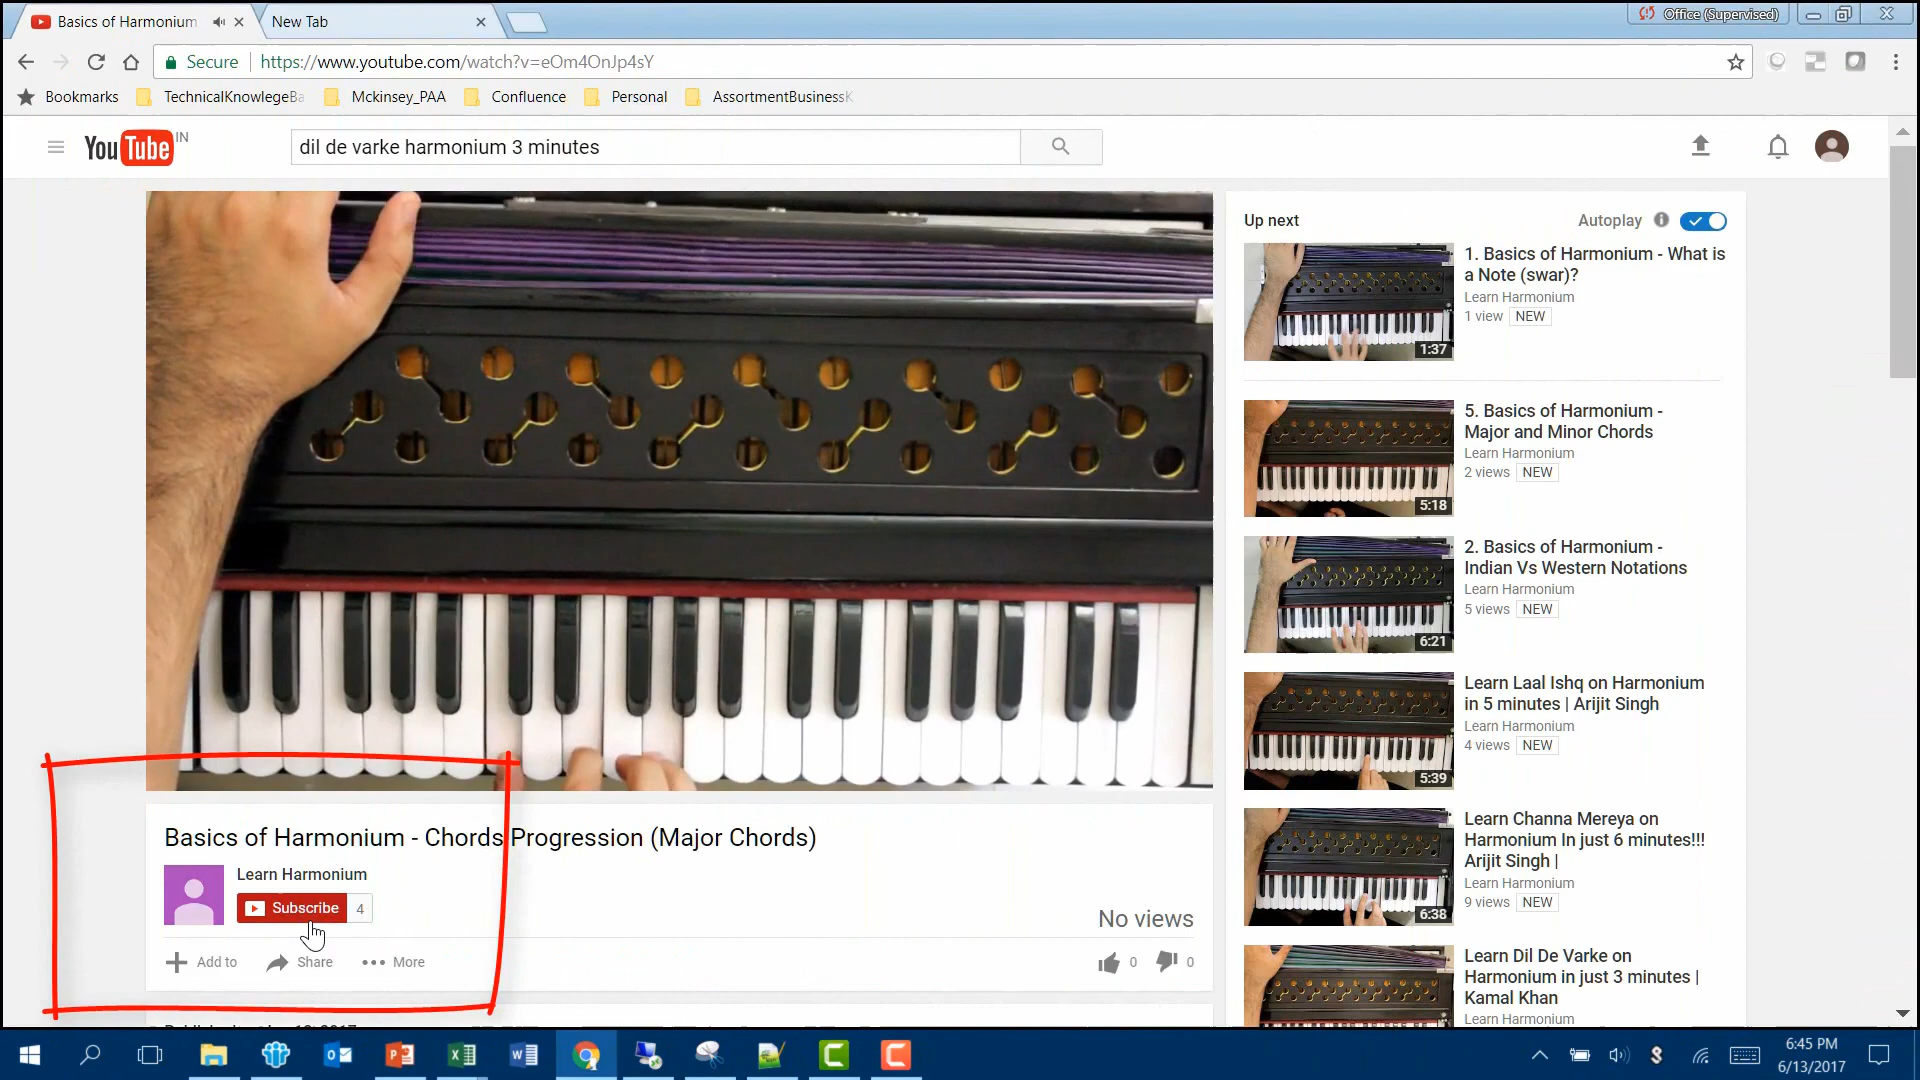 Basics of Harmonium
New Tab
Office (Supervised)
Secure
https://www.youtube.com/watch?v=eOm4OnJp4sY
Bookmarks
TechnicalKnowlegeBa
Mckinsey_PAA
Confluence
Personal
AssortmentBusinessK
YouTube IN
dil de varke harmonium 3 minutes
Basics of Harmonium - Chords Progression (Major Chords)
Learn Harmonium
Subscribe 4
No views
Add to
Share
More
0
0
Up next
Autoplay
1. Basics of Harmonium - What is
a Note (swar)?
Learn Harmonium
1 view NEW
1:37
5. Basics of Harmonium -
Major and Minor Chords
Learn Harmonium
2 views NEW
5:18
2. Basics of Harmonium -
Indian Vs Western Notations
Learn Harmonium
5 views NEW
6:21
Learn Laal Ishq on Harmonium
in 5 minutes | Arijit Singh
Learn Harmonium
4 views NEW
5:39
Learn Channa Mereya on
Harmonium In just 6 minutes!!!
Arijit Singh |
Learn Harmonium
9 views NEW
6:38
Learn Dil De Varke on
Harmonium in just 3 minutes |
Kamal Khan
Learn Harmonium
6:45 PM
6/13/2017